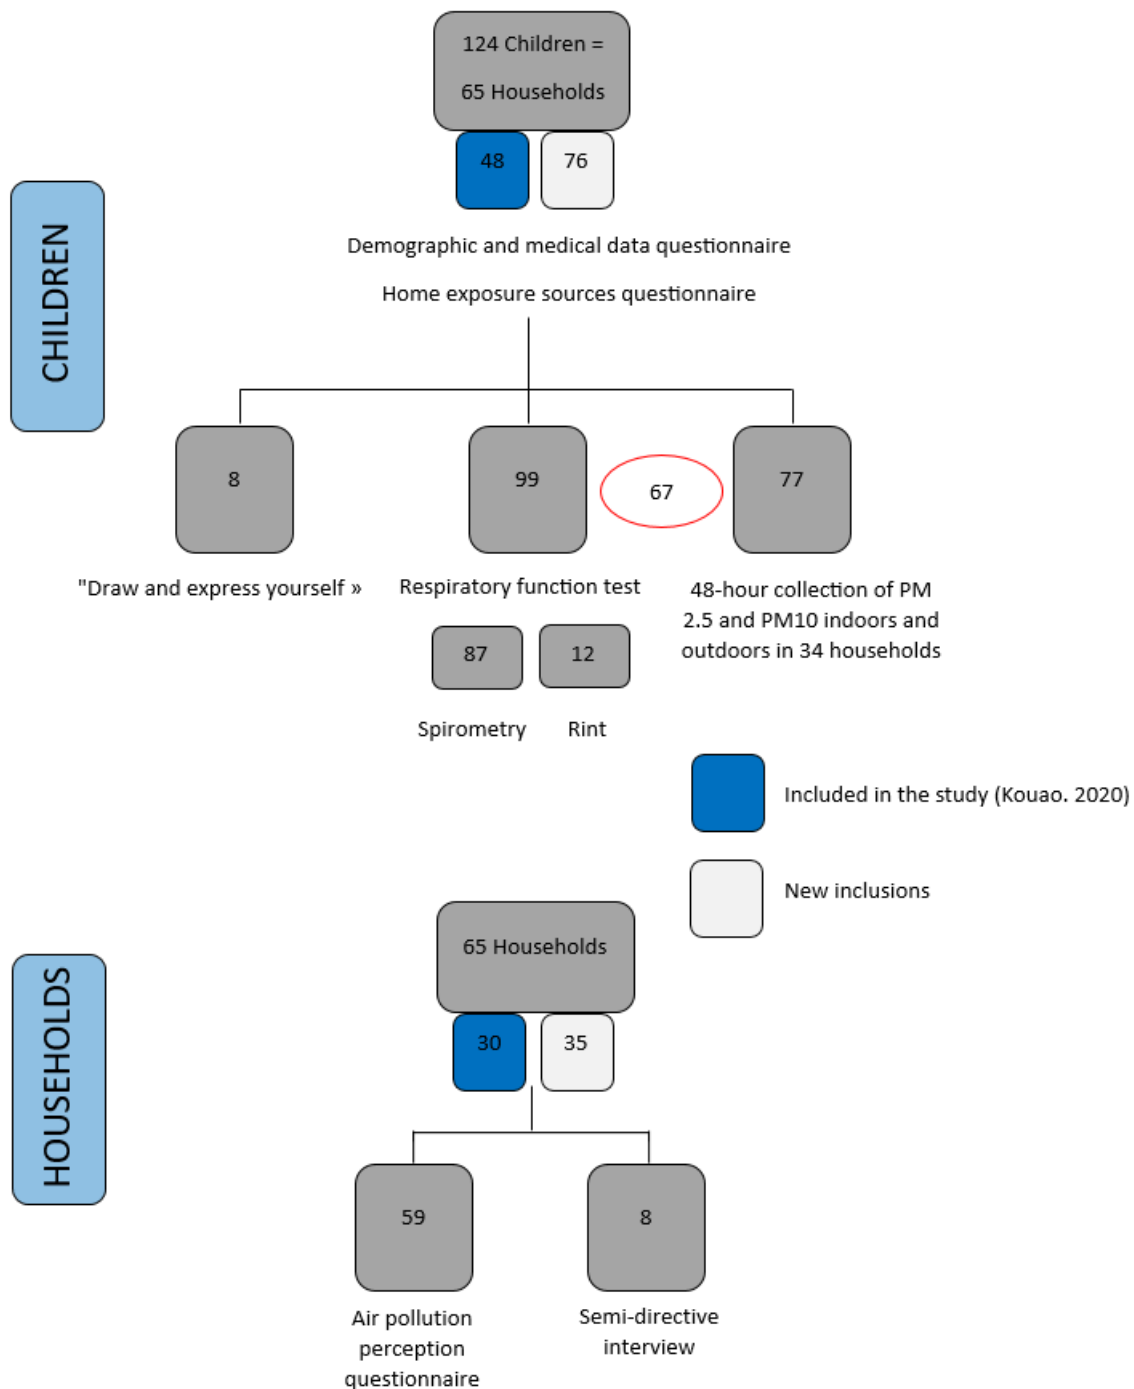 124 Children =
65 Households
48
76
CHILDREN
Demographic and medical data questionnaire
Home exposure sources questionnaire
8
99
67
77
"Draw and express yourself »
Respiratory function test
48-hour collection of PM
2.5 and PM10 indoors and
outdoors in 34 households
87
12
Spirometry
Rint
Included in the study (Kouao. 2020)
New inclusions
65 Households
30
35
HOUSEHOLDS
59
8
Air pollution
perception
questionnaire
Semi-directive
interview